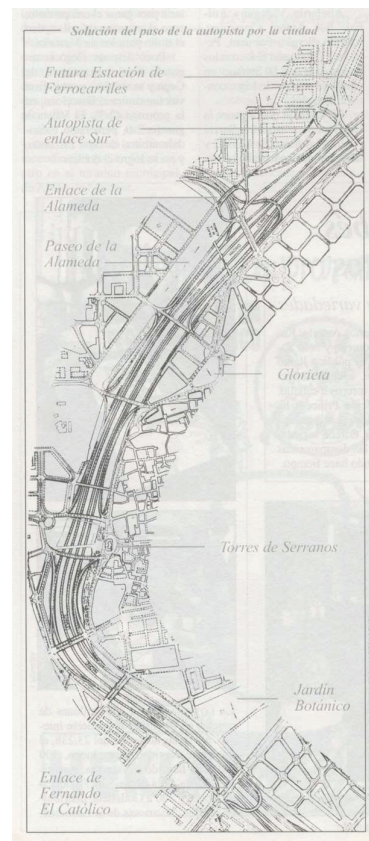 Solución del paso de la autopista por la ciudad
Futura Estación de
Ferrocarriles
Autopista de
enlace Sur
Enlace de la
Alameda
Paseo de la
Alameda
Glorieta
Torres de Serranos
Jardín
Botánico
Enlace de
Fernando
El Católico